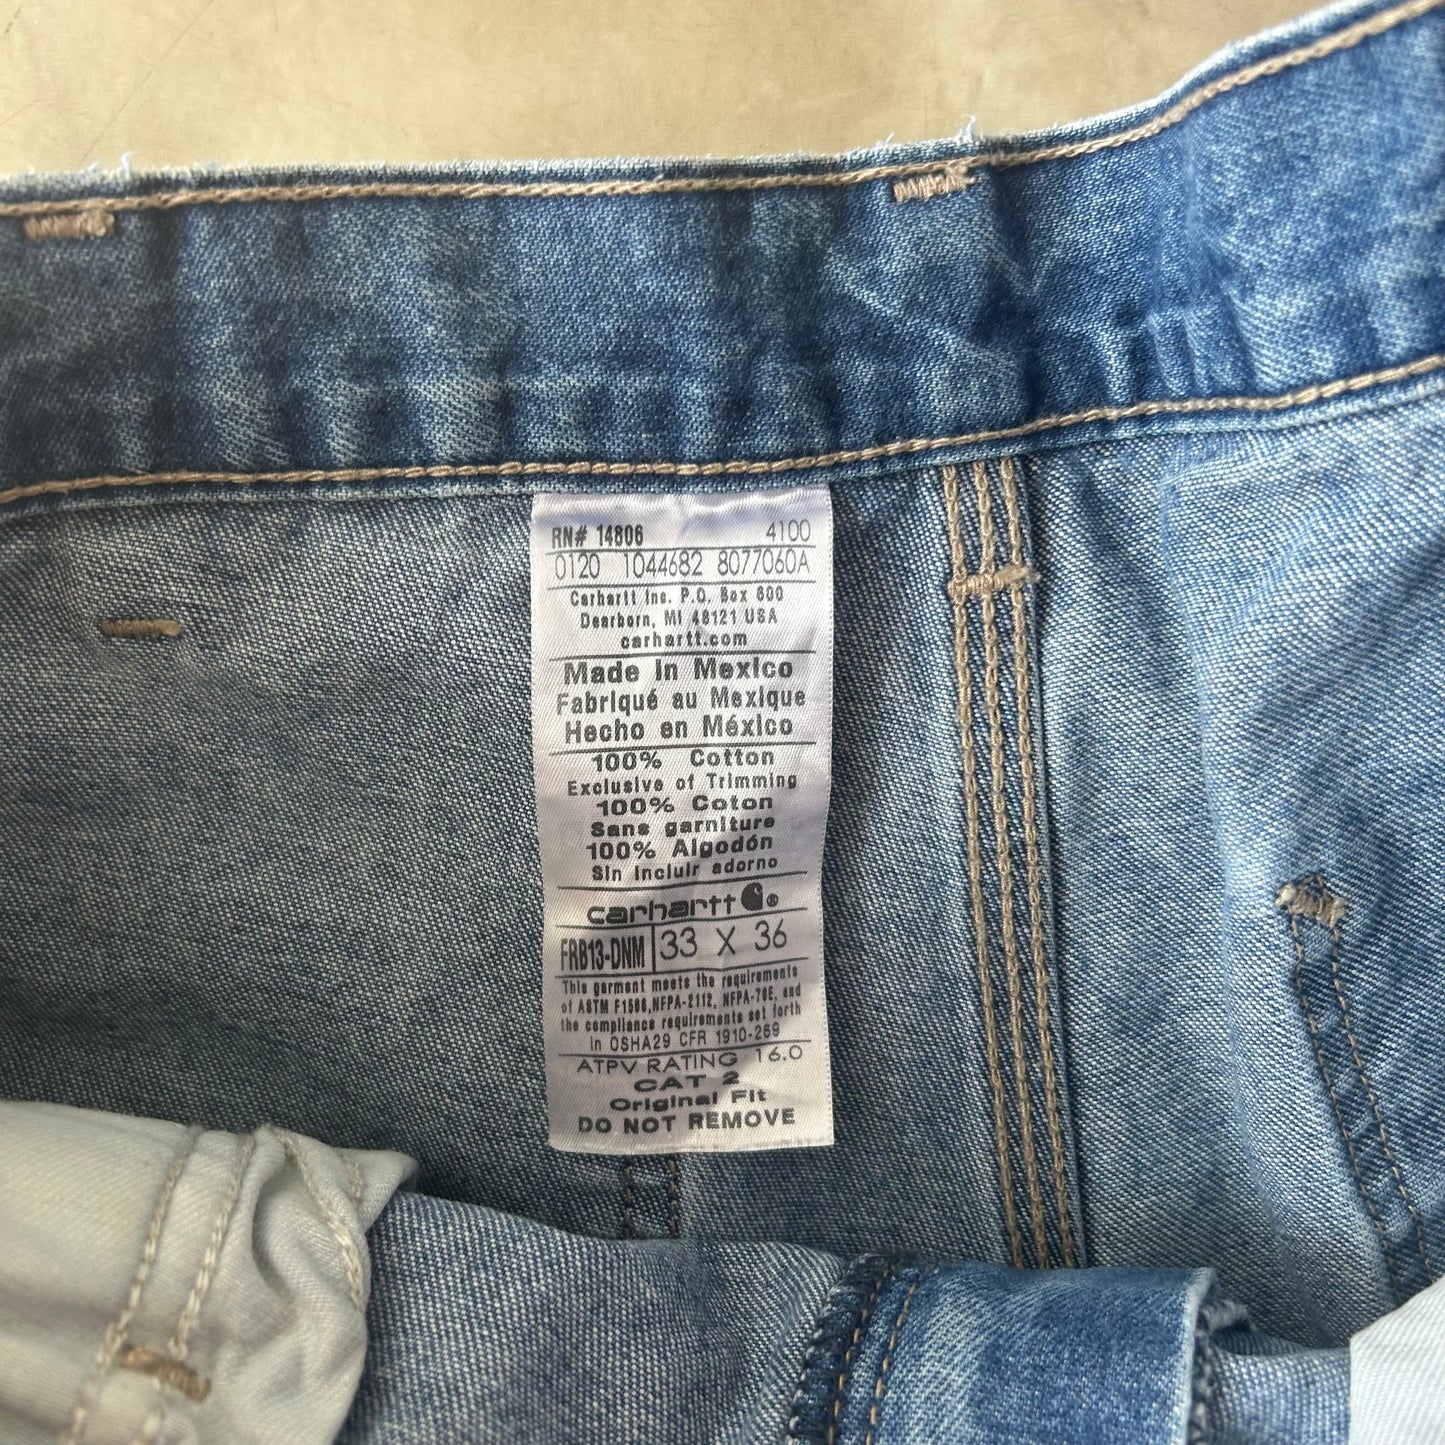 RN# 14806 4100
0120 1044682 8077060A
Carhartt Inc. P.O. Box 600
Dearborn, MI 48121 USA
carhartt.com
Made in Mexico
Fabriqué au Mexique
Hecho en México
100% Cotton
Exclusive of Trimming
100% Coton
Sans garniture
100% Algodón
Sin incluir adorno
carhartt ®
FRB13-DNM 33 X 36
This garment meets the requirements
of ASTM F1506, NFPA-2112, NFPA-70E, and
the compliance requirements set forth
in OSHA29 CFR 1910-269
ATPV RATING 16.0
CAT 2
Original Fit
DO NOT REMOVE